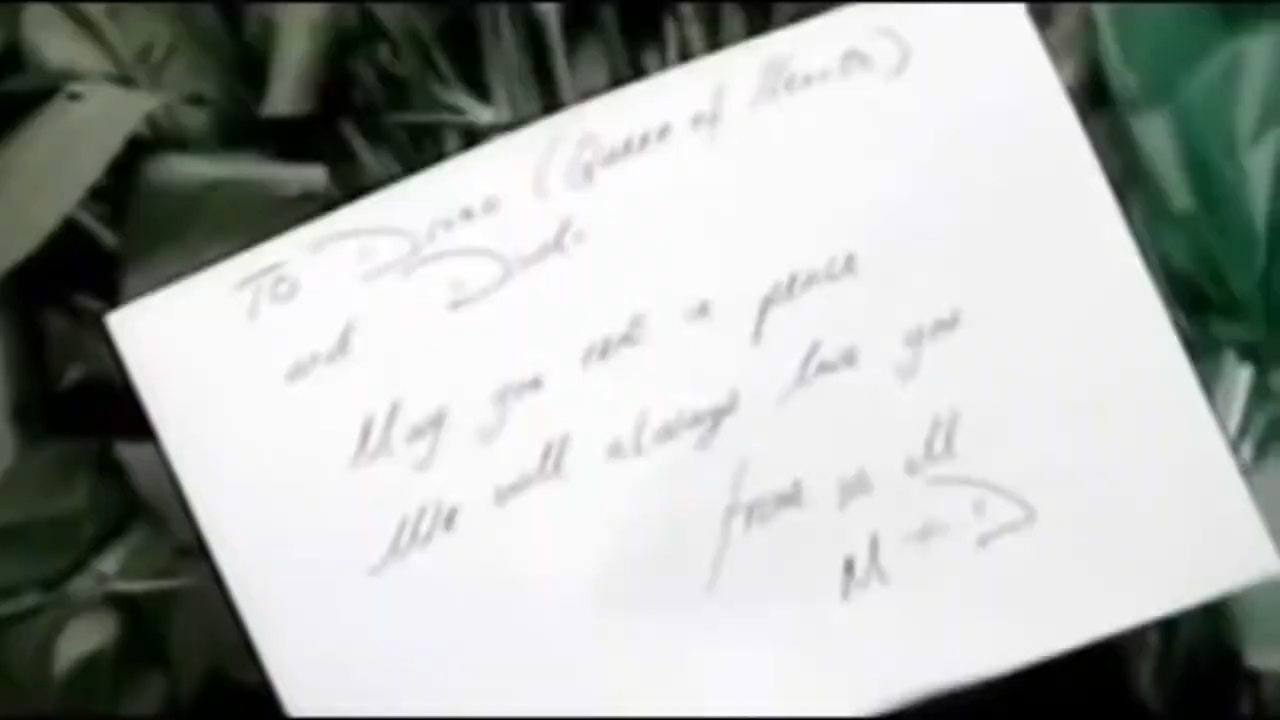 To Diana (Queen of Hearts)
and Dodi
May you rest in peace
We will always love you
from us all
M + D